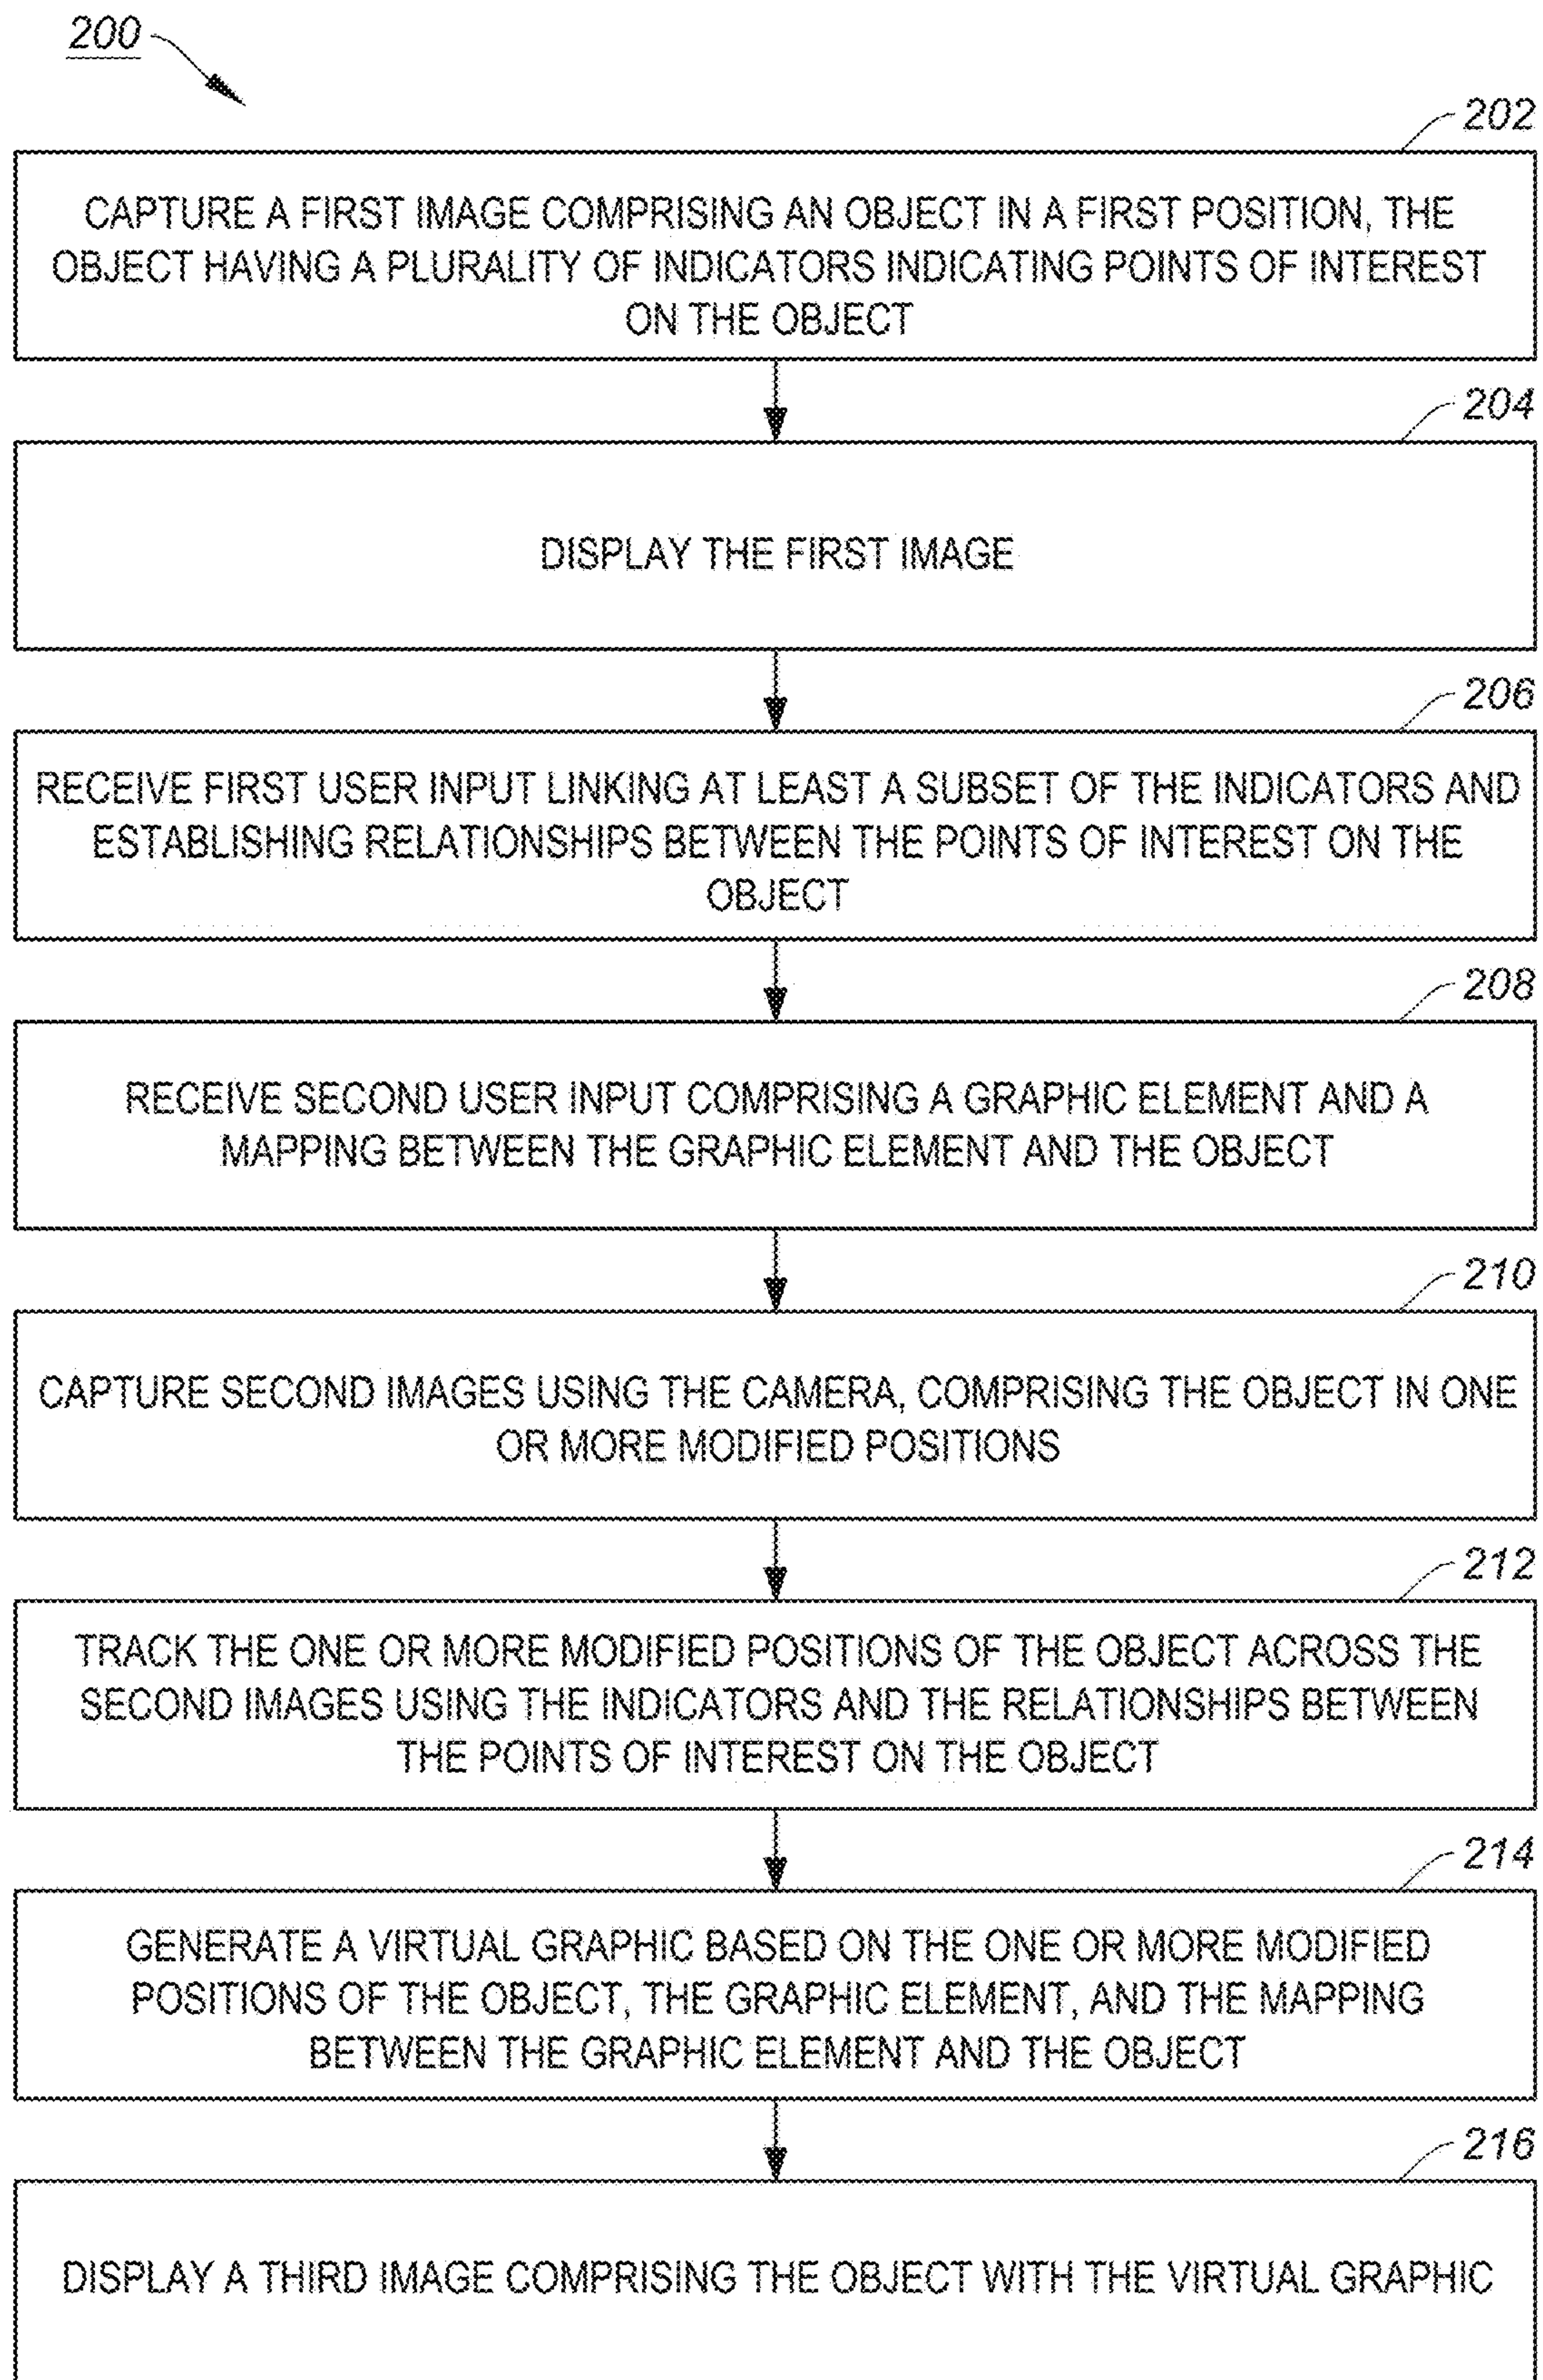 200
202
CAPTURE A FIRST IMAGE COMPRISING AN OBJECT IN A FIRST POSITION, THE
OBJECT HAVING A PLURALITY OF INDICATORS INDICATING POINTS OF INTEREST
ON THE OBJECT
204
DISPLAY THE FIRST IMAGE
206
RECEIVE FIRST USER INPUT LINKING AT LEAST A SUBSET OF THE INDICATORS AND
ESTABLISHING RELATIONSHIPS BETWEEN THE POINTS OF INTEREST ON THE
OBJECT
208
RECEIVE SECOND USER INPUT COMPRISING A GRAPHIC ELEMENT AND A
MAPPING BETWEEN THE GRAPHIC ELEMENT AND THE OBJECT
210
CAPTURE SECOND IMAGES USING THE CAMERA, COMPRISING THE OBJECT IN ONE
OR MORE MODIFIED POSITIONS
212
TRACK THE ONE OR MORE MODIFIED POSITIONS OF THE OBJECT ACROSS THE
SECOND IMAGES USING THE INDICATORS AND THE RELATIONSHIPS BETWEEN
THE POINTS OF INTEREST ON THE OBJECT
214
GENERATE A VIRTUAL GRAPHIC BASED ON THE ONE OR MORE MODIFIED
POSITIONS OF THE OBJECT, THE GRAPHIC ELEMENT, AND THE MAPPING
BETWEEN THE GRAPHIC ELEMENT AND THE OBJECT
216
DISPLAY A THIRD IMAGE COMPRISING THE OBJECT WITH THE VIRTUAL GRAPHIC